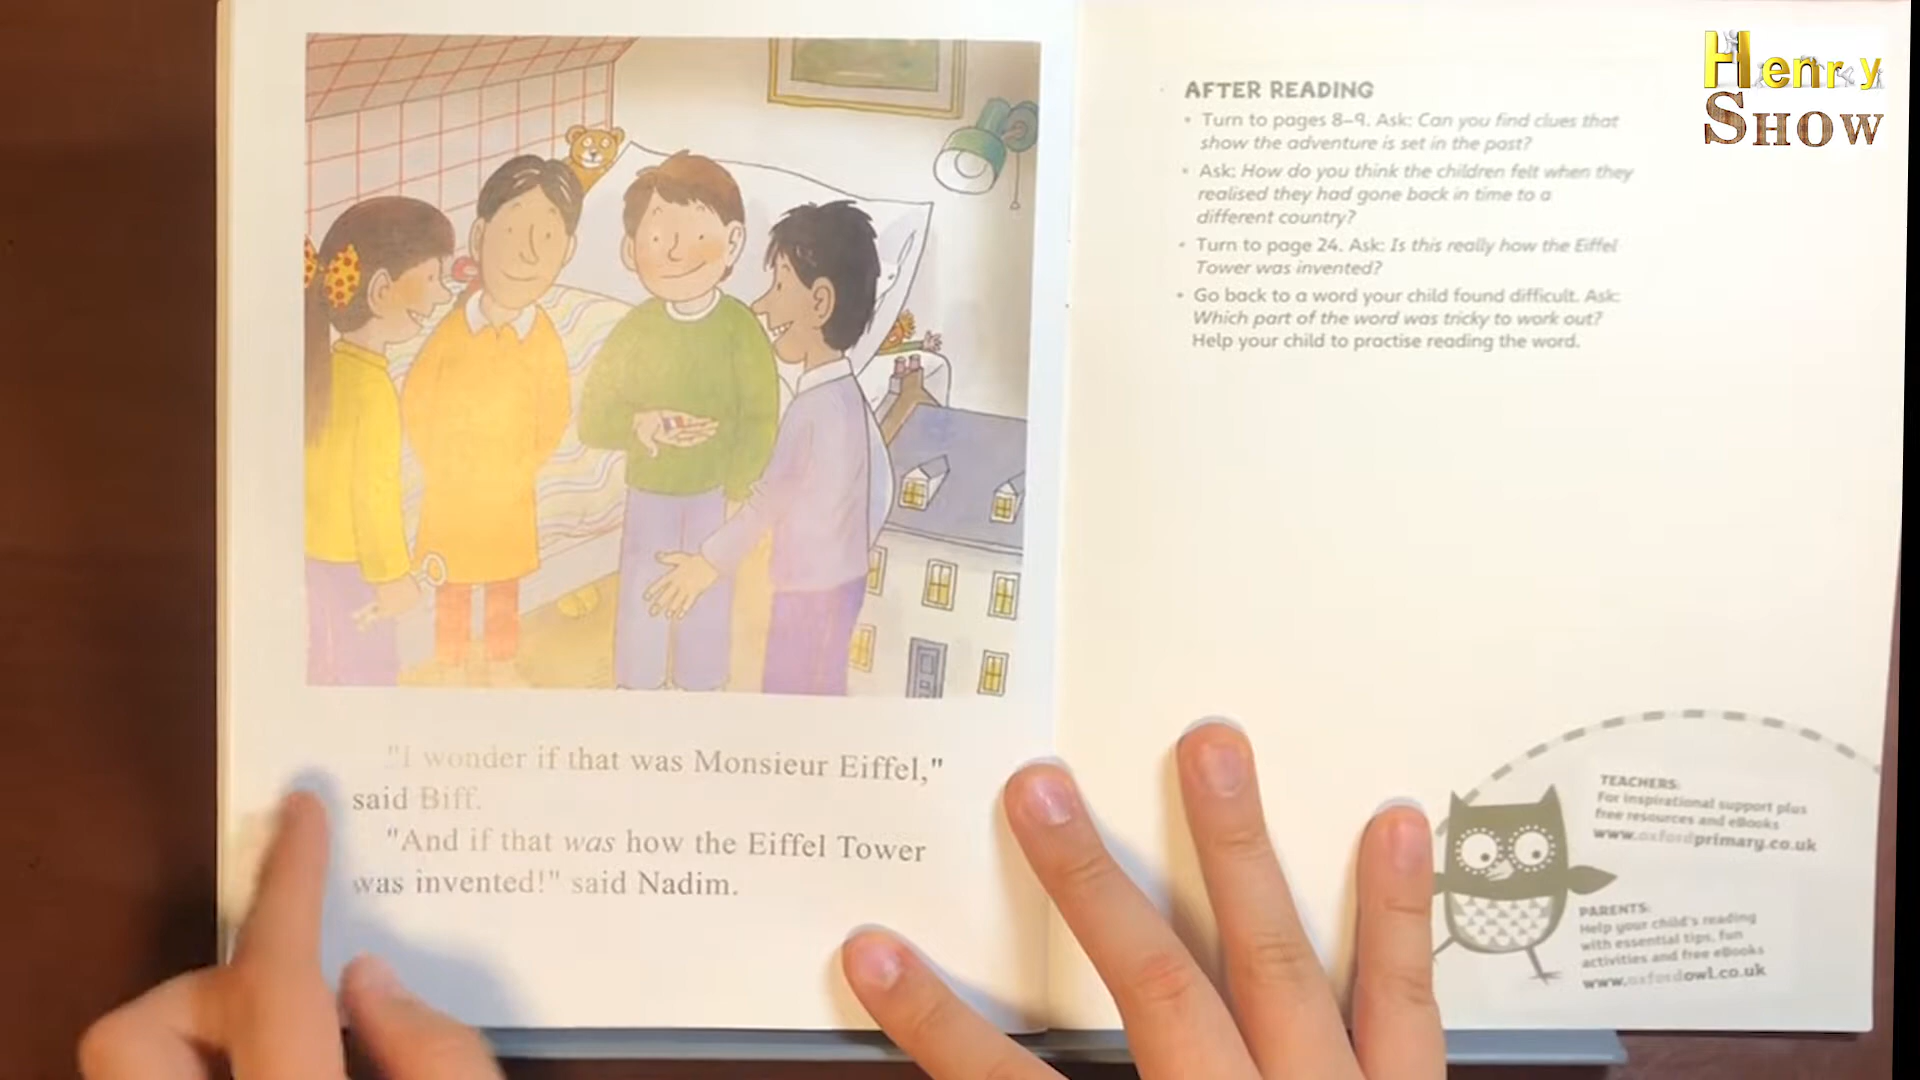 "I wonder if that was Monsieur Eiffel,"
said Biff.
"And if that was how the Eiffel Tower
was invented!" said Nadim.
AFTER READING
• Turn to pages 8–9. Ask: Can you find clues that
show the adventure is set in the past?
• Ask: How do you think the children felt when they
realised they had gone back in time to a
different country?
• Turn to page 24. Ask: Is this really how the Eiffel
Tower was invented?
• Go back to a word your child found difficult. Ask:
Which part of the word was tricky to work out?
Help your child to practise reading the word.
TEACHERS:
For inspirational support plus
free resources and eBooks
www.oxfordprimary.co.uk
PARENTS:
Help your child's reading
with essential tips, fun
activities and free eBooks
www.oxfordowl.co.uk
Henry
SHOW